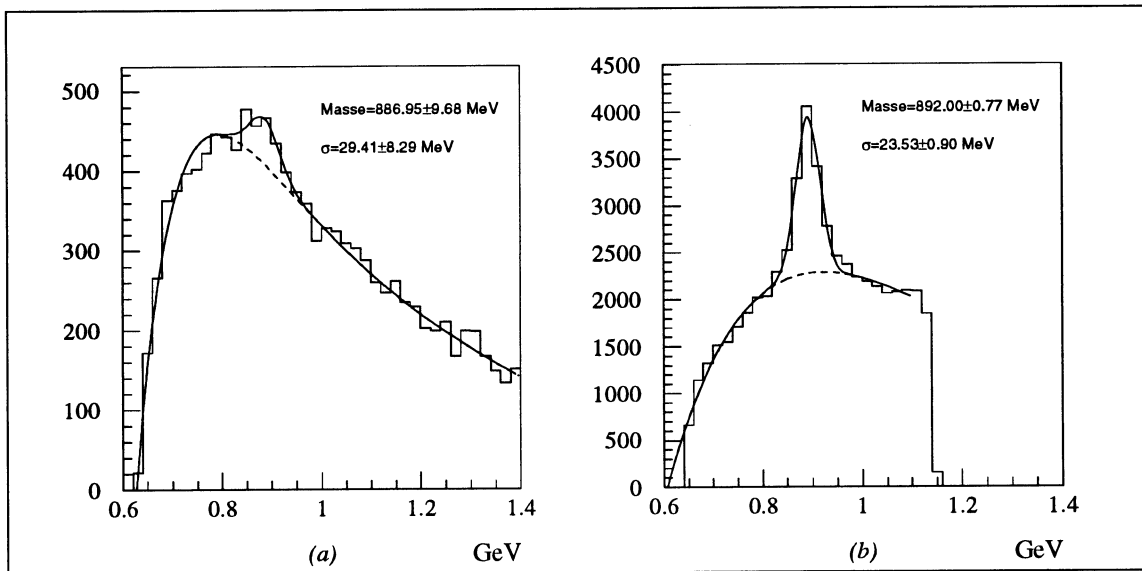 500
400
300
200
100
0
Masse=886.95±9.68 MeV
σ=29.41±8.29 MeV
0.6 0.8 1 1.2 1.4
(a) GeV
4500
4000
3500
3000
2500
2000
1500
1000
500
0
Masse=892.00±0.77 MeV
σ=23.53±0.90 MeV
0.6 0.8 1 1.2 1.4
(b) GeV